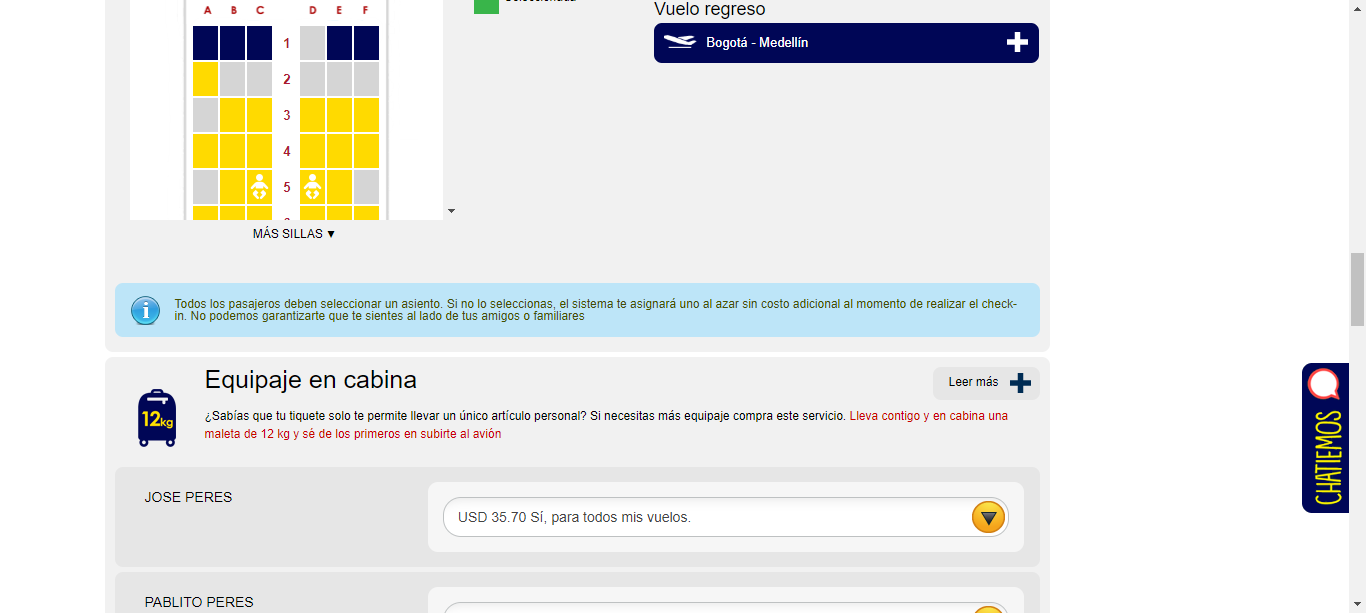 Vuelo regreso
A B C D E F
Bogotá - Medellín
1
2
3
4
5
MÁS SILLAS ▼
Todos los pasajeros deben seleccionar un asiento. Si no lo seleccionas, el sistema te asignará uno al azar sin costo adicional al momento de realizar el check-
in. No podemos garantizarte que te sientes al lado de tus amigos o familiares
Equipaje en cabina
Leer más
12kg
¿Sabías que tu tiquete solo te permite llevar un único artículo personal? Si necesitas más equipaje compra este servicio. Lleva contigo y en cabina una
maleta de 12 kg y sé de los primeros en subirte al avión
CHATIEMOS
JOSE PERES
USD 35.70 Sí, para todos mis vuelos.
PABLITO PERES